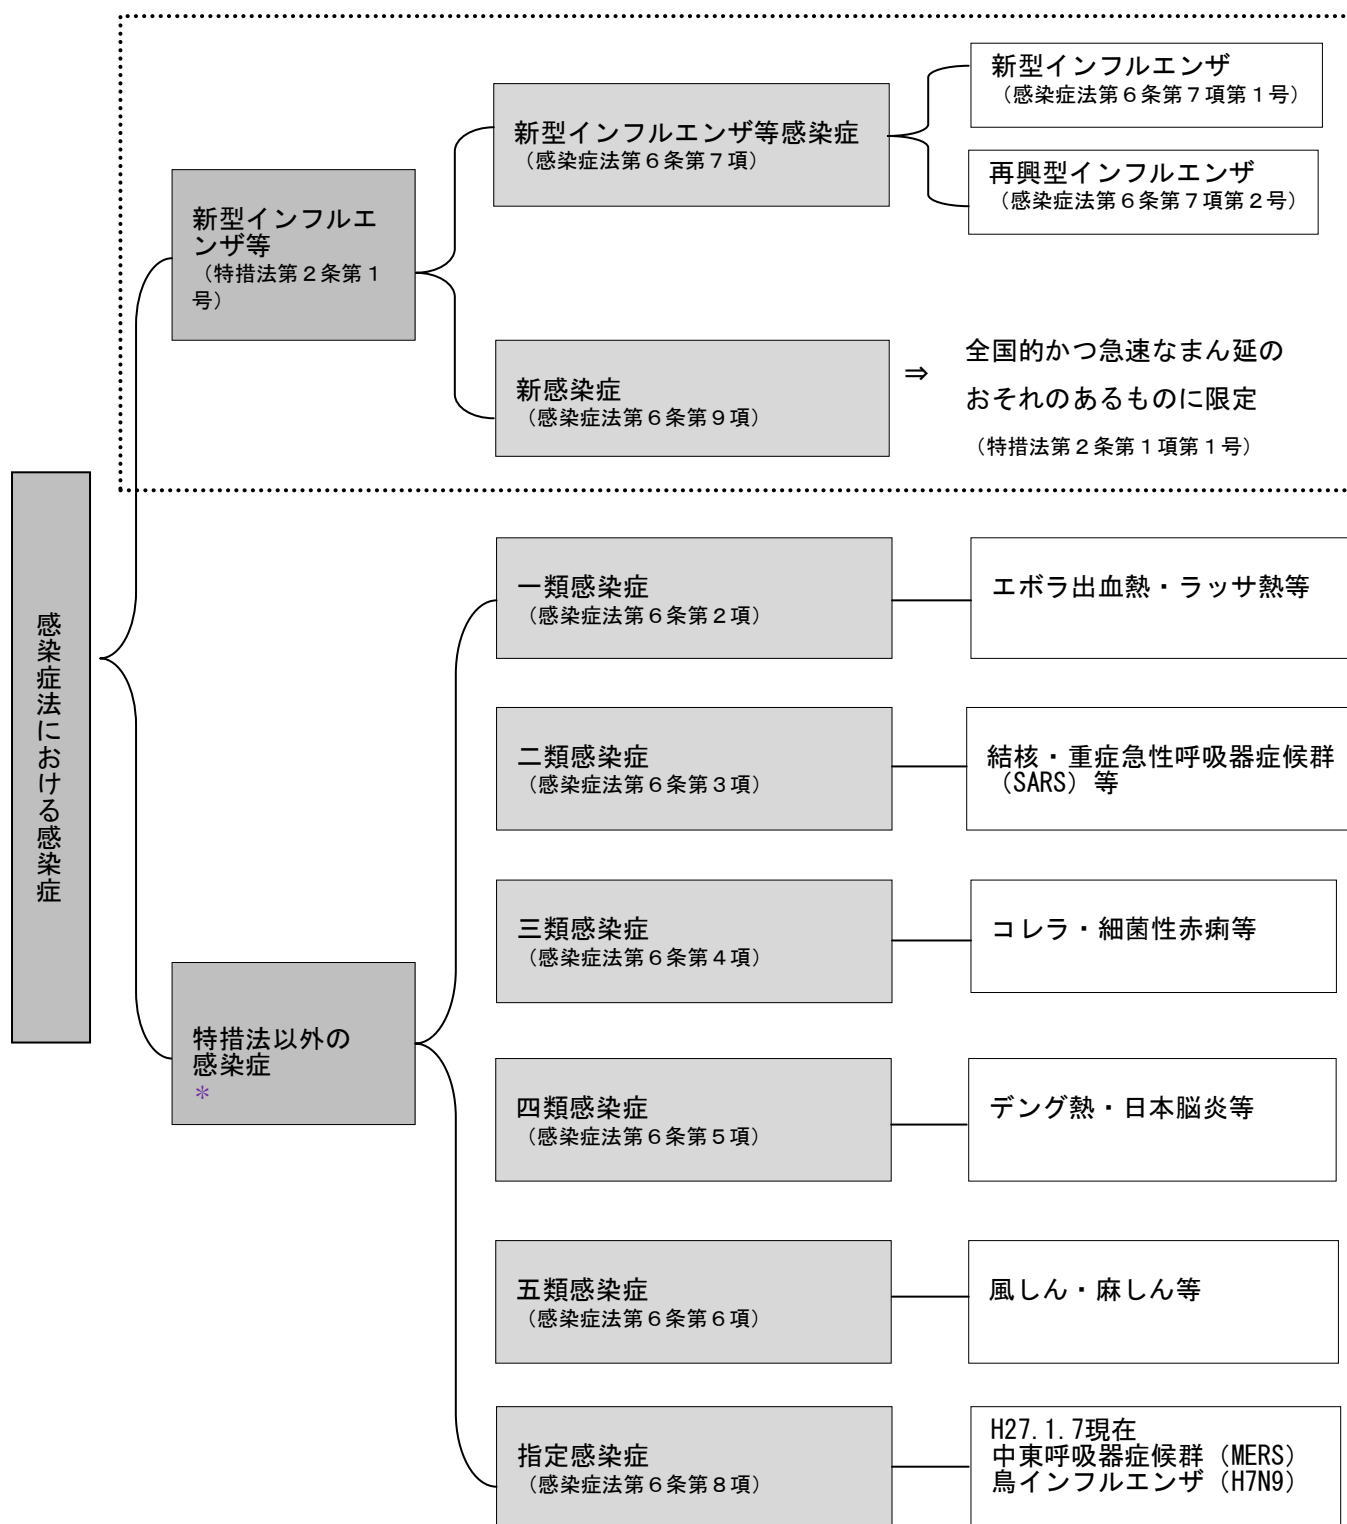 感染症法における感染症
新型インフルエ
ンザ等
（特措法第２条第１
号）
新型インフルエンザ等感染症
（感染症法第６条第７項）
新型インフルエンザ
（感染症法第６条第７項第１号）
再興型インフルエンザ
（感染症法第６条第７項第２号）
新感染症
（感染症法第６条第９項）
⇒
全国的かつ急速なまん延の
おそれのあるものに限定
（特措法第２条第１項第１号）
特措法以外の
感染症
＊
一類感染症
（感染症法第６条第２項）
エボラ出血熱・ラッサ熱等
二類感染症
（感染症法第６条第３項）
結核・重症急性呼吸器症候群
（SARS）等
三類感染症
（感染症法第６条第４項）
コレラ・細菌性赤痢等
四類感染症
（感染症法第６条第５項）
デング熱・日本脳炎等
五類感染症
（感染症法第６条第６項）
風しん・麻しん等
指定感染症
（感染症法第６条第８項）
H27.1.7現在
中東呼吸器症候群（MERS）
鳥インフルエンザ（H7N9）